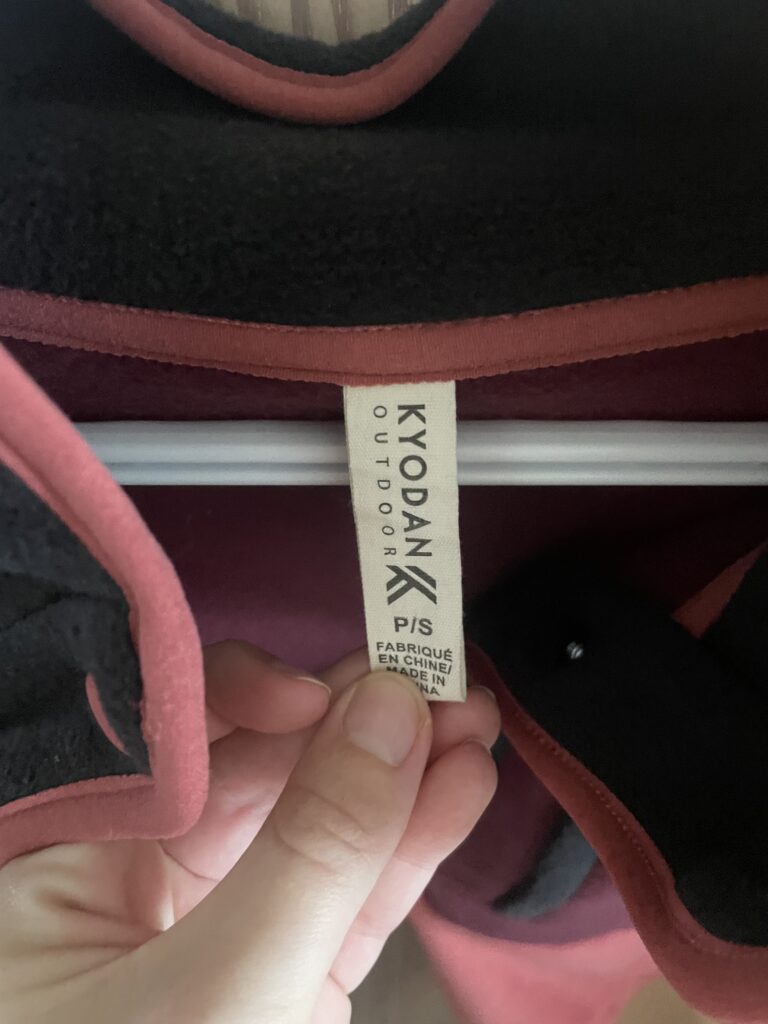 KYODAN
OUTDOOR
P/S
FABRIQUÉ
EN CHINE/
MADE IN